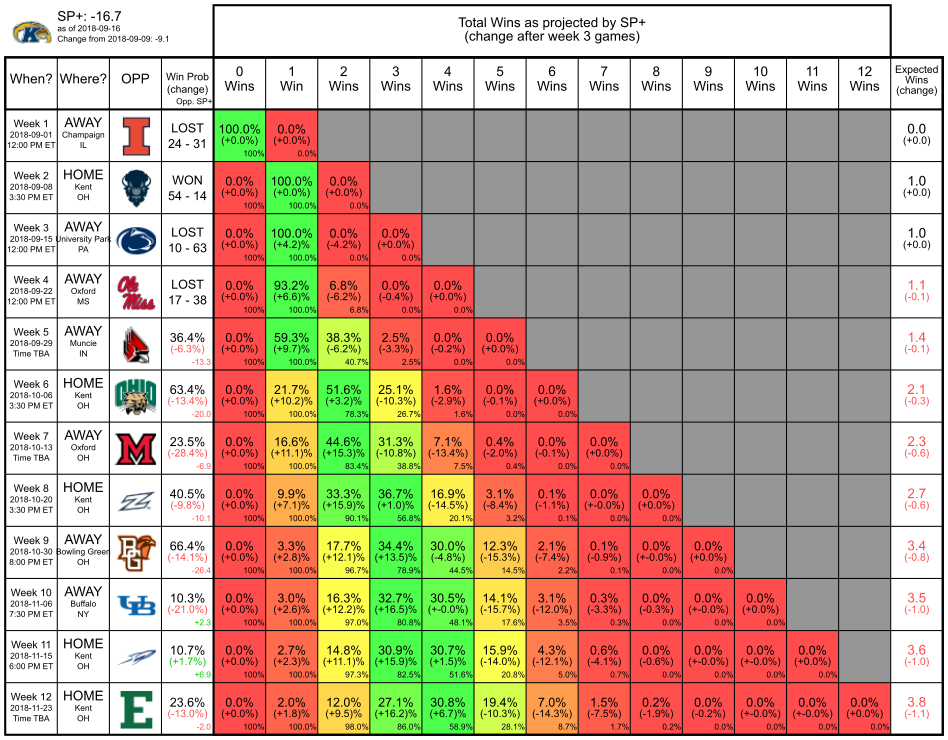 SP+: -16.7
as of 2018-09-16
Change from 2018-09-09: -9.1
Total Wins as projected by SP+
(change after week 3 games)
When? Where? OPP Win Prob (change) Opp. SP+ 0 Wins 1 Win 2 Wins 3 Wins 4 Wins 5 Wins 6 Wins 7 Wins 8 Wins 9 Wins 10 Wins 11 Wins 12 Wins Expected Wins (change)
Week 1 AWAY LOST 100.0% 0.0% 0.0
2018-09-01 Champaign I 24 - 31 (+0.0%) (+0.0%) (+0.0)
12:00 PM ET IL 100% 0.0%
Week 2 HOME WON 0.0% 100.0% 0.0% 1.0
2018-09-08 Kent 54 - 14 (+0.0%) (+0.0%) (+0.0%) (+0.0)
3:30 PM ET OH 100% 100.0% 0.0%
Week 3 AWAY LOST 0.0% 100.0% 0.0% 0.0% 1.0
2018-09-15 University Park 10 - 63 (+0.0%) (+4.2)% (-4.2%) (+0.0%) (+0.0)
12:00 PM ET PA 100% 100.0% 0.0% 0.0%
Week 4 AWAY Ole LOST 0.0% 93.2% 6.8% 0.0% 0.0% 1.1
2018-09-22 Oxford Miss 17 - 38 (+0.0%) (+6.6)% (-6.2%) (-0.4%) (+0.0%) (-0.1)
12:00 PM ET MS 100% 100.0% 6.8% 0.0% 0.0%
Week 5 AWAY 36.4% 0.0% 59.3% 38.3% 2.5% 0.0% 0.0% 1.4
2018-09-29 Muncie (-6.3%) (+0.0%) (+9.7)% (-6.2%) (-3.3%) (-0.2%) (+0.0%) (-0.1)
Time TBA IN -13.3 100% 100.0% 40.7% 2.5% 0.0% 0.0%
Week 6 HOME OHIO 63.4% 0.0% 21.7% 51.6% 25.1% 1.6% 0.0% 0.0% 2.1
2018-10-06 Kent (-13.4%) (+0.0%) (+10.2)% (+3.2)% (-10.3%) (-2.9%) (-0.1%) (+0.0%) (-0.3)
3:30 PM ET OH -20.0 100% 100.0% 78.3% 26.7% 1.6% 0.0% 0.0%
Week 7 AWAY 23.5% 0.0% 16.6% 44.6% 31.3% 7.1% 0.4% 0.0% 0.0% 2.3
2018-10-13 Oxford M (-28.4%) (+0.0%) (+11.1)% (+15.3)% (-10.8%) (-13.4%) (-2.0%) (-0.1%) (+0.0%) (-0.6)
Time TBA OH -6.9 100% 100.0% 83.4% 38.8% 7.5% 0.4% 0.0% 0.0%
Week 8 HOME 40.5% 0.0% 9.9% 33.3% 36.7% 16.9% 3.1% 0.1% 0.0% 0.0% 2.7
2018-10-20 Kent Z (-9.8%) (+0.0%) (+7.1)% (+15.9)% (+1.0)% (-14.5%) (-8.4%) (-1.1%) (+-0.0%) (+0.0%) (-0.6)
3:30 PM ET OH -10.1 100% 100.0% 90.1% 56.8% 20.1% 3.2% 0.1% 0.0% 0.0%
Week 9 AWAY 66.4% 0.0% 3.3% 17.7% 34.4% 30.0% 12.3% 2.1% 0.1% 0.0% 0.0% 3.4
2018-10-30 Bowling Green BG (-14.1%) (+0.0%) (+2.8)% (+12.1)% (+13.5)% (-4.8%) (-15.3%) (-7.4%) (-0.9%) (+-0.0%) (+0.0%) (-0.8)
8:00 PM ET OH -26.4 100% 100.0% 96.7% 78.9% 44.5% 14.5% 2.2% 0.1% 0.0% 0.0%
Week 10 AWAY 10.3% 0.0% 3.0% 16.3% 32.7% 30.5% 14.1% 3.1% 0.3% 0.0% 0.0% 0.0% 3.5
2018-11-06 Buffalo UB (-21.0%) (+0.0%) (+2.6)% (+12.2)% (+16.5)% (+-0.0%) (-15.7%) (-12.0%) (-3.3%) (-0.3%) (+-0.0%) (+0.0%) (-1.0)
7:30 PM ET NY +2.3 100% 100.0% 97.0% 80.8% 48.1% 17.6% 3.5% 0.3% 0.0% 0.0% 0.0%
Week 11 HOME 10.7% 0.0% 2.7% 14.8% 30.9% 30.7% 15.9% 4.3% 0.6% 0.0% 0.0% 0.0% 0.0% 3.6
2018-11-15 Kent (+1.7%) (+0.0%) (+2.3)% (+11.1)% (+15.9)% (+1.5)% (-14.0%) (-12.1%) (-4.1%) (-0.6%) (-0.0%) (+-0.0%) (+0.0%) (-1.0)
6:00 PM ET OH +6.9 100% 100.0% 97.3% 82.5% 51.6% 20.8% 5.0% 0.7% 0.0% 0.0% 0.0% 0.0%
Week 12 HOME 23.6% 0.0% 2.0% 12.0% 27.1% 30.8% 19.4% 7.0% 1.5% 0.2% 0.0% 0.0% 0.0% 0.0% 3.8
2018-11-23 Kent E (-13.0%) (+0.0%) (+1.8)% (+9.5)% (+16.2)% (+6.7)% (-10.3%) (-14.3%) (-7.5%) (-1.9%) (-0.2%) (-0.0%) (+-0.0%) (+0.0%) (-1.1)
Time TBA OH -2.0 100% 100.0% 98.0% 86.0% 58.9% 28.1% 8.7% 1.7% 0.2% 0.0% 0.0% 0.0% 0.0%